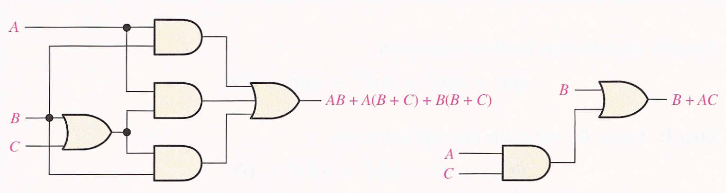 A
B
C
AB + A(B + C) + B(B + C)
B
A
C
B + AC